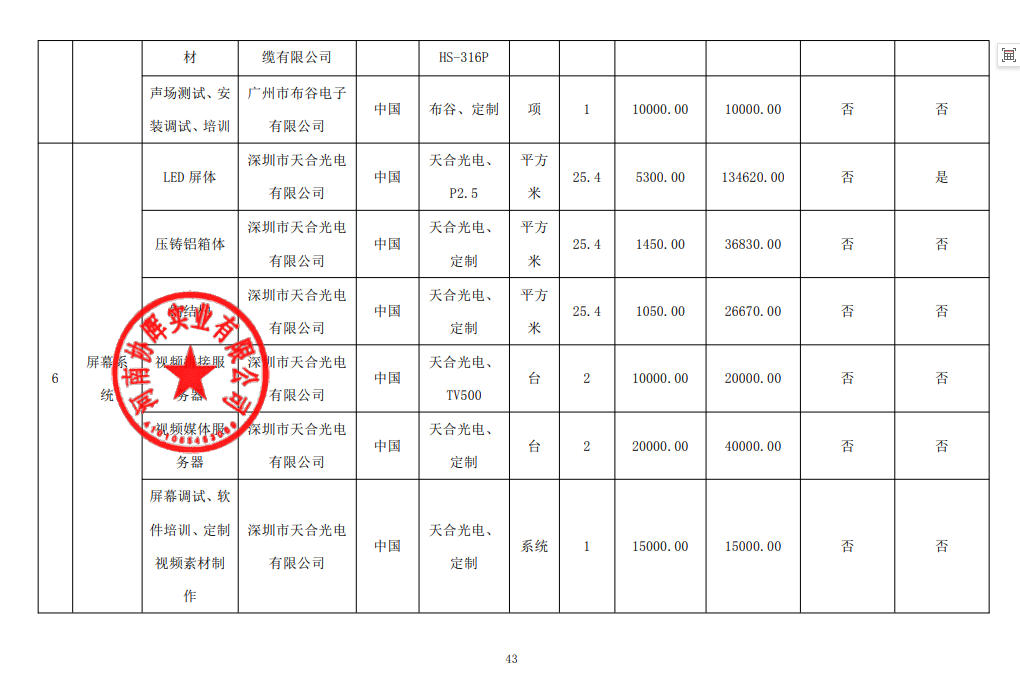 材 缆有限公司 HS-316P
声场测试、安 广州市布谷电子
中国 布谷、定制 项 1 10000.00 10000.00 否 否
装调试、培训 有限公司
深圳市天合光电 天合光电、 平方
LED 屏体 中国 25.4 5300.00 134620.00 否 是
有限公司 P2.5 米
深圳市天合光电 天合光电、 平方
压铸铝箱体 中国 25.4 1450.00 36830.00 否 否
有限公司 定制 米
深圳市天合光电 天合光电、 平方
结 中国 25.4 1050.00 26670.00 否 否
有限公司 定制 米
屏幕系 视频 接服 深圳市天合光电 天合光电、
6 中国 台 2 10000.00 20000.00 否 否
统 务器 有限公司 TV500
视频媒体服 深圳市天合光电 天合光电、
中国 台 2 20000.00 40000.00 否 否
务器 有限公司 定制
屏幕调试、软
件培训、定制 深圳市天合光电 天合光电、
中国 系统 1 15000.00 15000.00 否 否
视频素材制 有限公司 定制
作
河南协晖实业有限公司
43